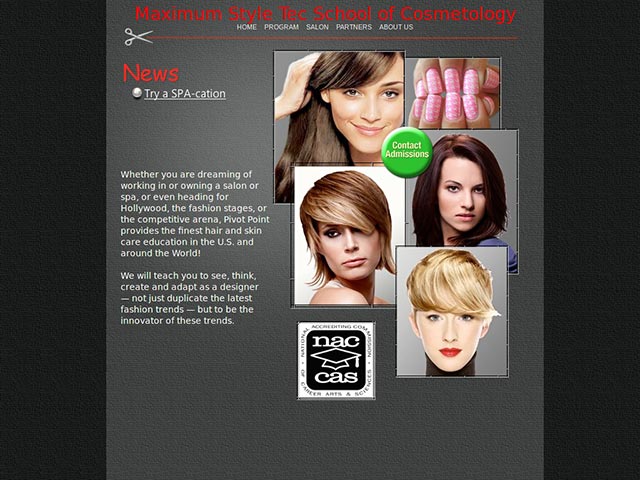 Maximum Style Tec School of Cosmetology
HOME PROGRAM SALON PARTNERS ABOUT US
News
Try a SPA-cation
Contact
Admissions
Whether you are dreaming of
working in or owning a salon or
spa, or even heading for
Hollywood, the fashion stages, or
the competitive arena, Pivot Point
provides the finest hair and skin
care education in the U.S. and
around the World!
We will teach you to see, think,
create and adapt as a designer
— not just duplicate the latest
fashion trends — but to be the
innovator of these trends.
NATIONAL ACCREDITING COMMISSION
nac
cas
OF CAREER ARTS & SCIENCES